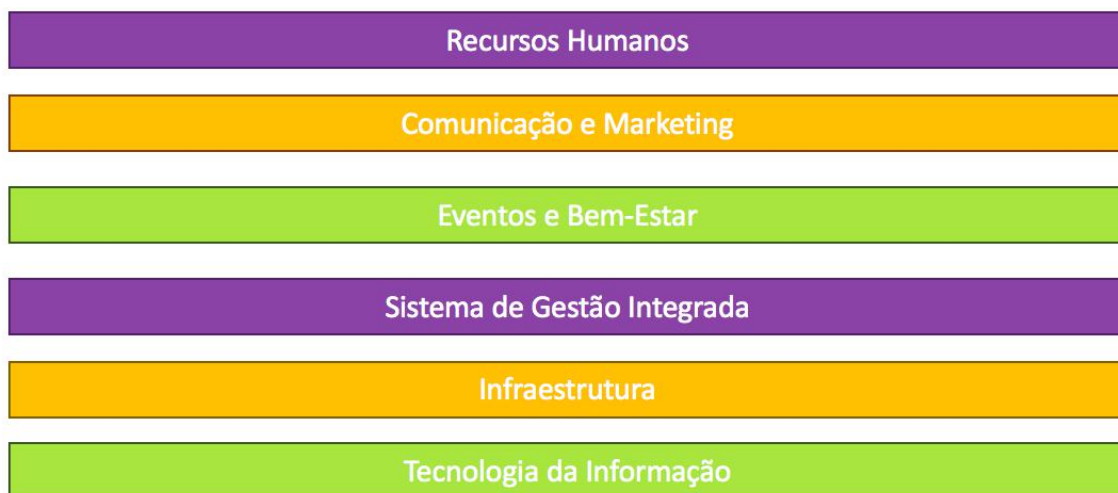 Recursos Humanos
Comunicação e Marketing
Eventos e Bem-Estar
Sistema de Gestão Integrada
Infraestrutura
Tecnologia da Informação